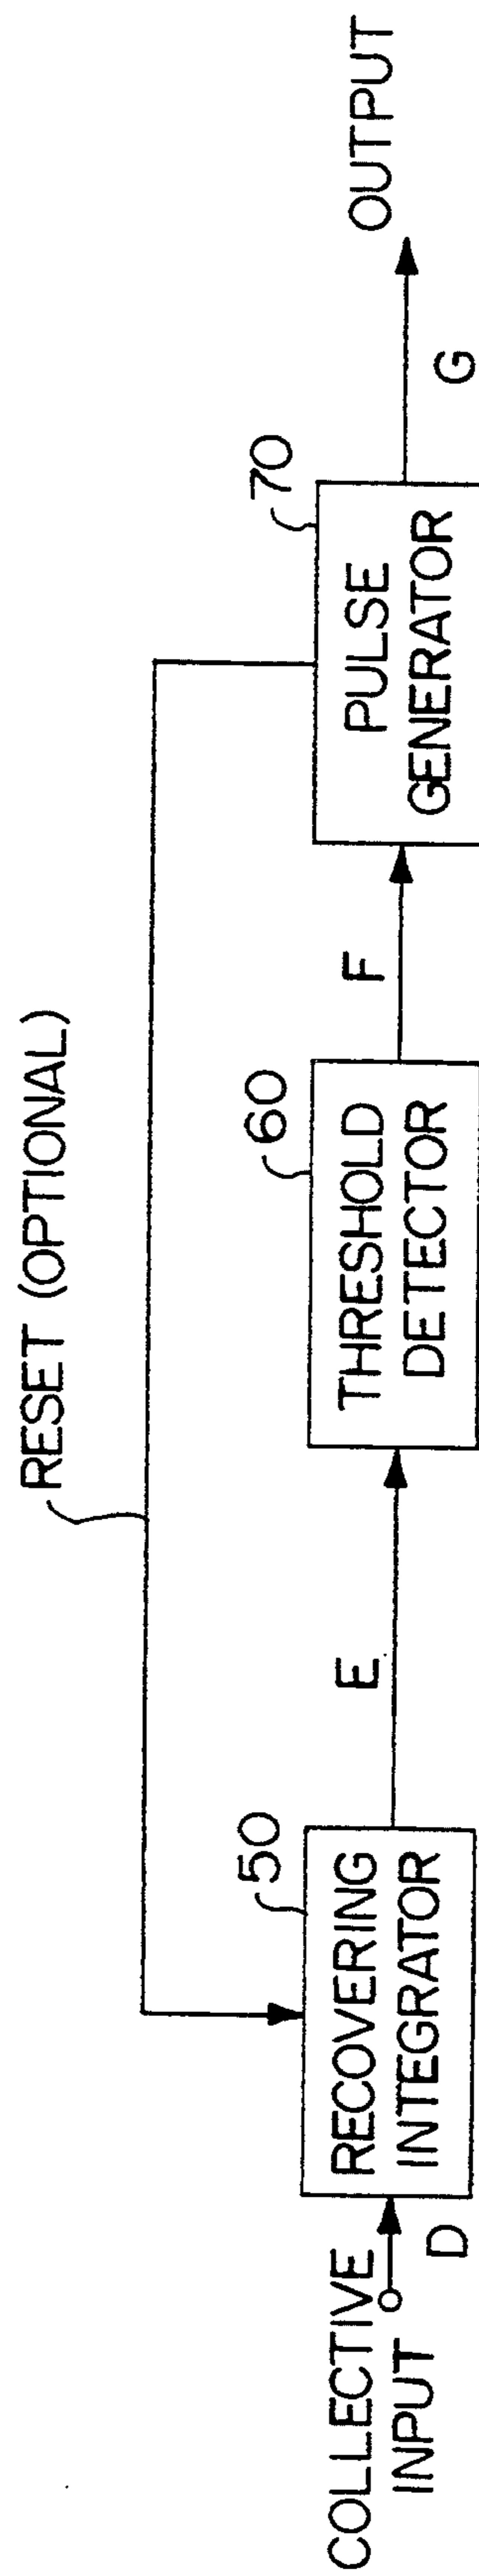 RESET (OPTIONAL)
COLLECTIVE
INPUT
D
50
RECOVERING
INTEGRATOR
E
60
THRESHOLD
DETECTOR
F
70
PULSE
GENERATOR
G
OUTPUT